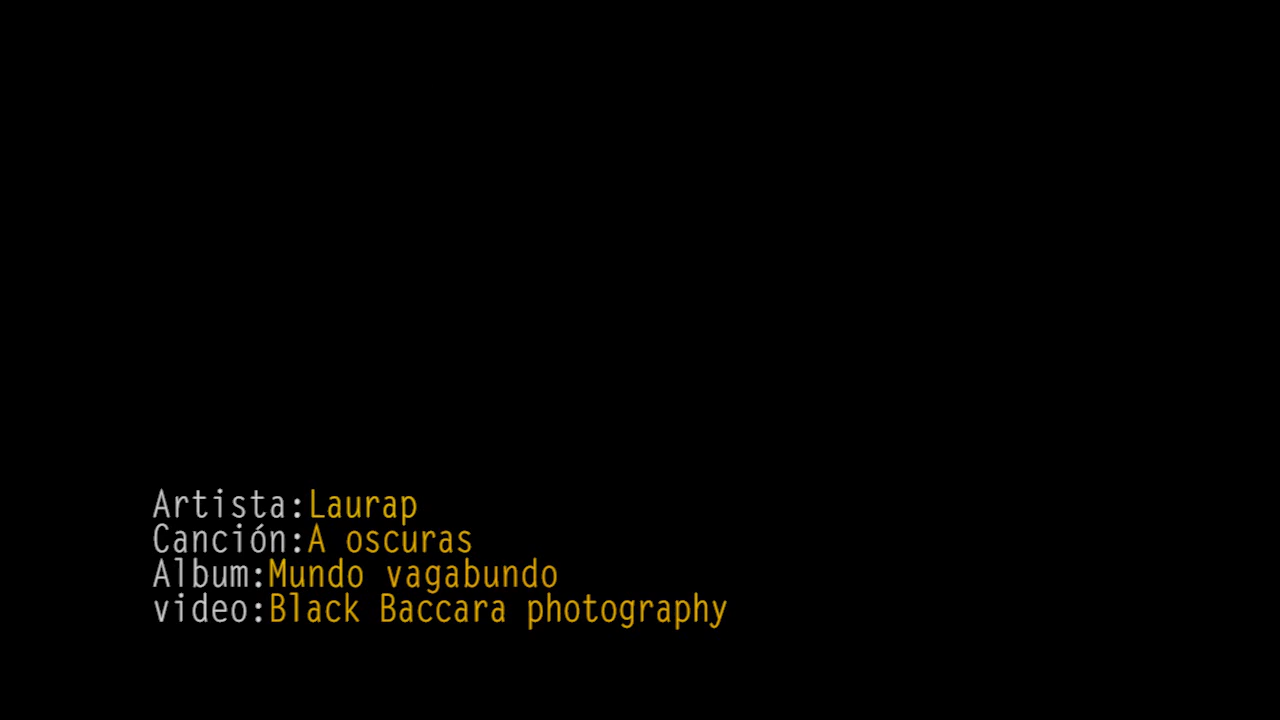 Artista:Laurap
Canción:A oscuras
Album:Mundo vagabundo
video:Black Baccara photography